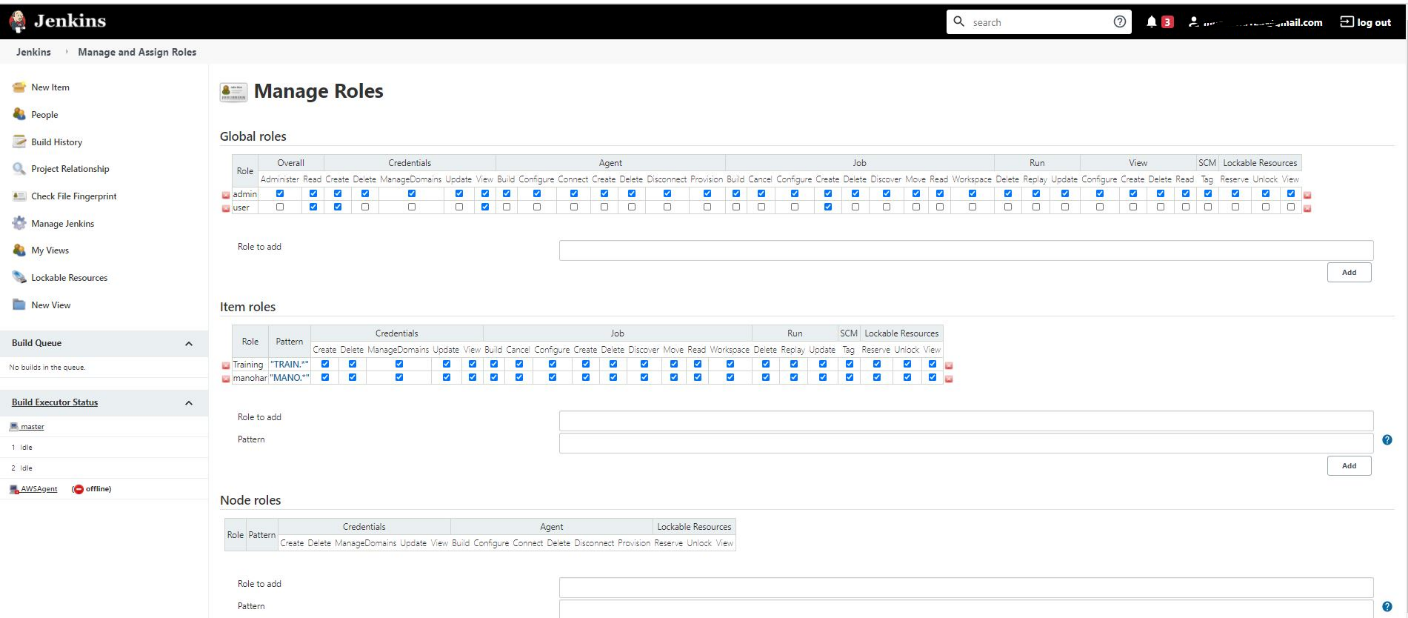 Jenkins
search
3
mail.com
log out
Jenkins
Manage and Assign Roles
New Item
People
Build History
Project Relationship
Check File Fingerprint
Manage Jenkins
My Views
Lockable Resources
New View
Build Queue
No builds in the queue.
Build Executor Status
master
1 Idle
2 Idle
AWSAgent (offline)
Manage Roles
Global roles
Role Overall Credentials Agent Job Run View SCM Lockable Resources
Administer Read Create Delete ManageDomains Update View Build Configure Connect Create Delete Disconnect Provision Build Cancel Configure Create Delete Discover Move Read Workspace Delete Replay Update Configure Create Delete Read Tag Reserve Unlock View
admin
user
Role to add
Add
Item roles
Role Pattern Credentials Job Run SCM Lockable Resources
Create Delete ManageDomains Update View Build Cancel Configure Create Delete Discover Move Read Workspace Delete Replay Update Tag Reserve Unlock View
Training "TRAIN.*"
manohar "MANO.*"
Role to add
Pattern
Add
Node roles
Role Pattern Credentials Agent Lockable Resources
Create Delete ManageDomains Update View Build Configure Connect Delete Disconnect Provision Reserve Unlock View
Role to add
Pattern